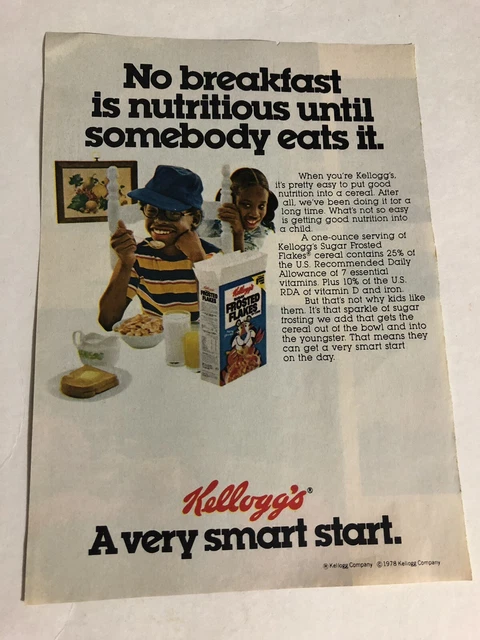 No breakfast
is nutritious until
somebody eats it.
When you're Kellogg's,
it's pretty easy to put good
nutrition into a cereal. After
all, we've been doing it for a
long time. What's not so easy
is getting good nutrition into
a child.
A one-ounce serving of
Kellogg's Sugar Frosted
Flakes® cereal contains 25% of
the U.S. Recommended Daily
Allowance of 7 essential
vitamins. Plus 10% of the U.S.
RDA of vitamin D and iron.
But that's not why kids like
them. It's that sparkle of sugar
frosting we add that gets the
cereal out of the bowl and into
the youngster. That means they
can get a very smart start
on the day.
Kellogg's
FROSTED
FLAKES
Kellogg's®
A very smart start.
® Kellogg Company © 1978 Kellogg Company